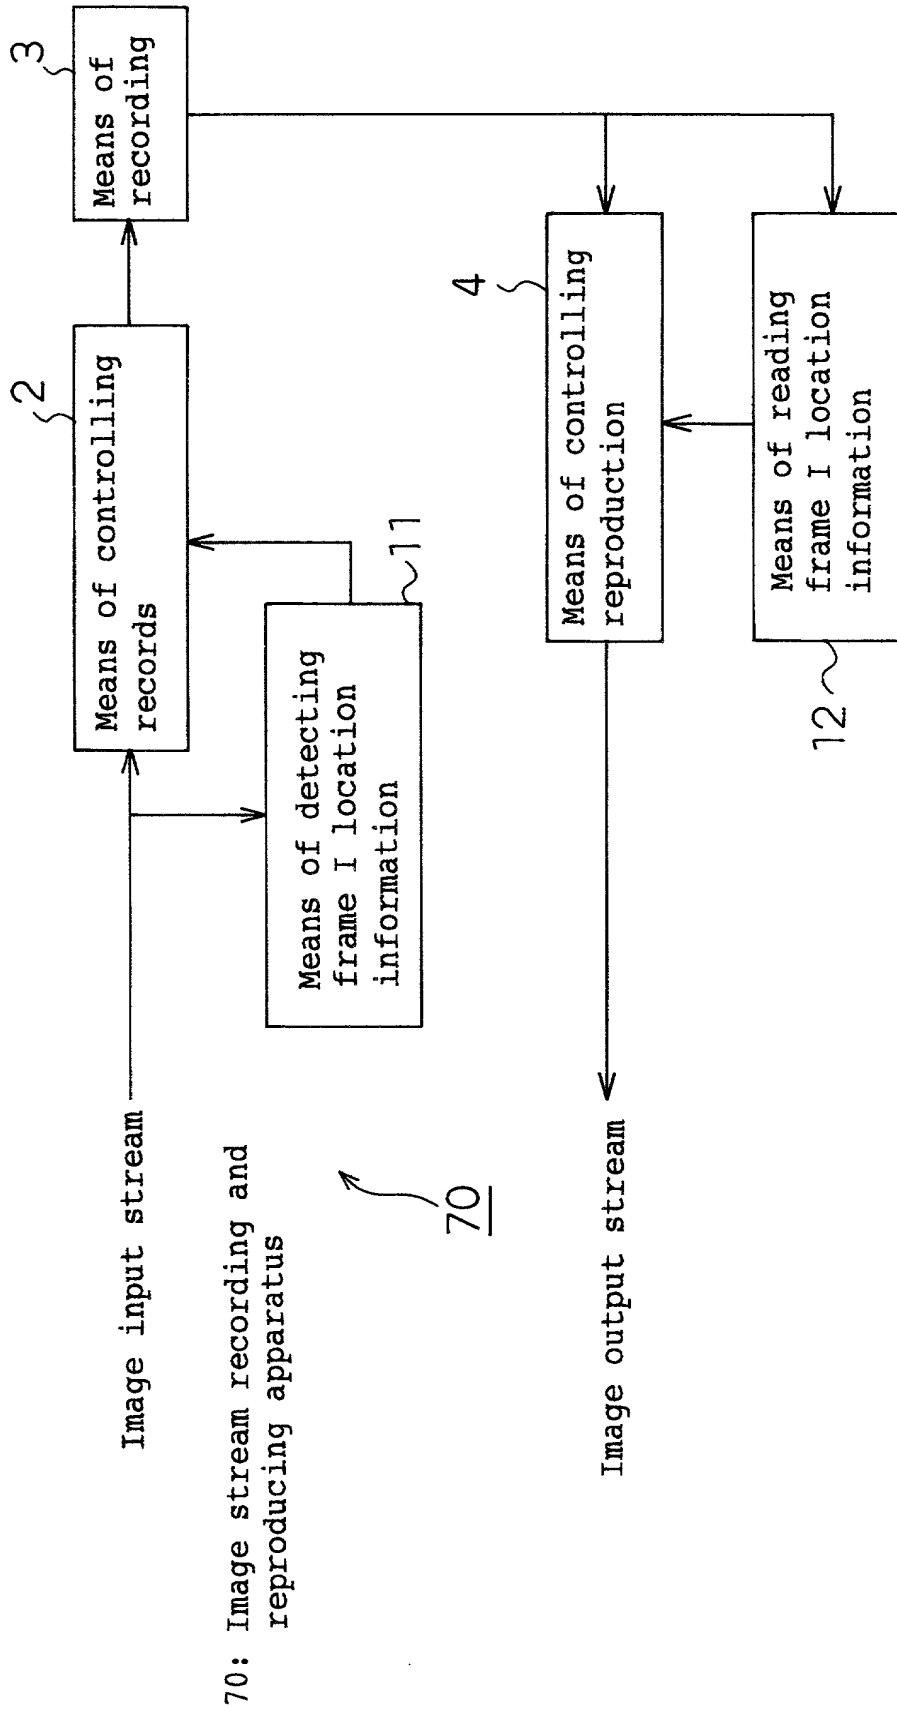 Image input stream
2
Means of controlling
records
3
Means of
recording
Means of detecting
frame I location
information
11
70: Image stream recording and
reproducing apparatus
70
4
Means of controlling
reproduction
Image output stream
12
Means of reading
frame I location
information